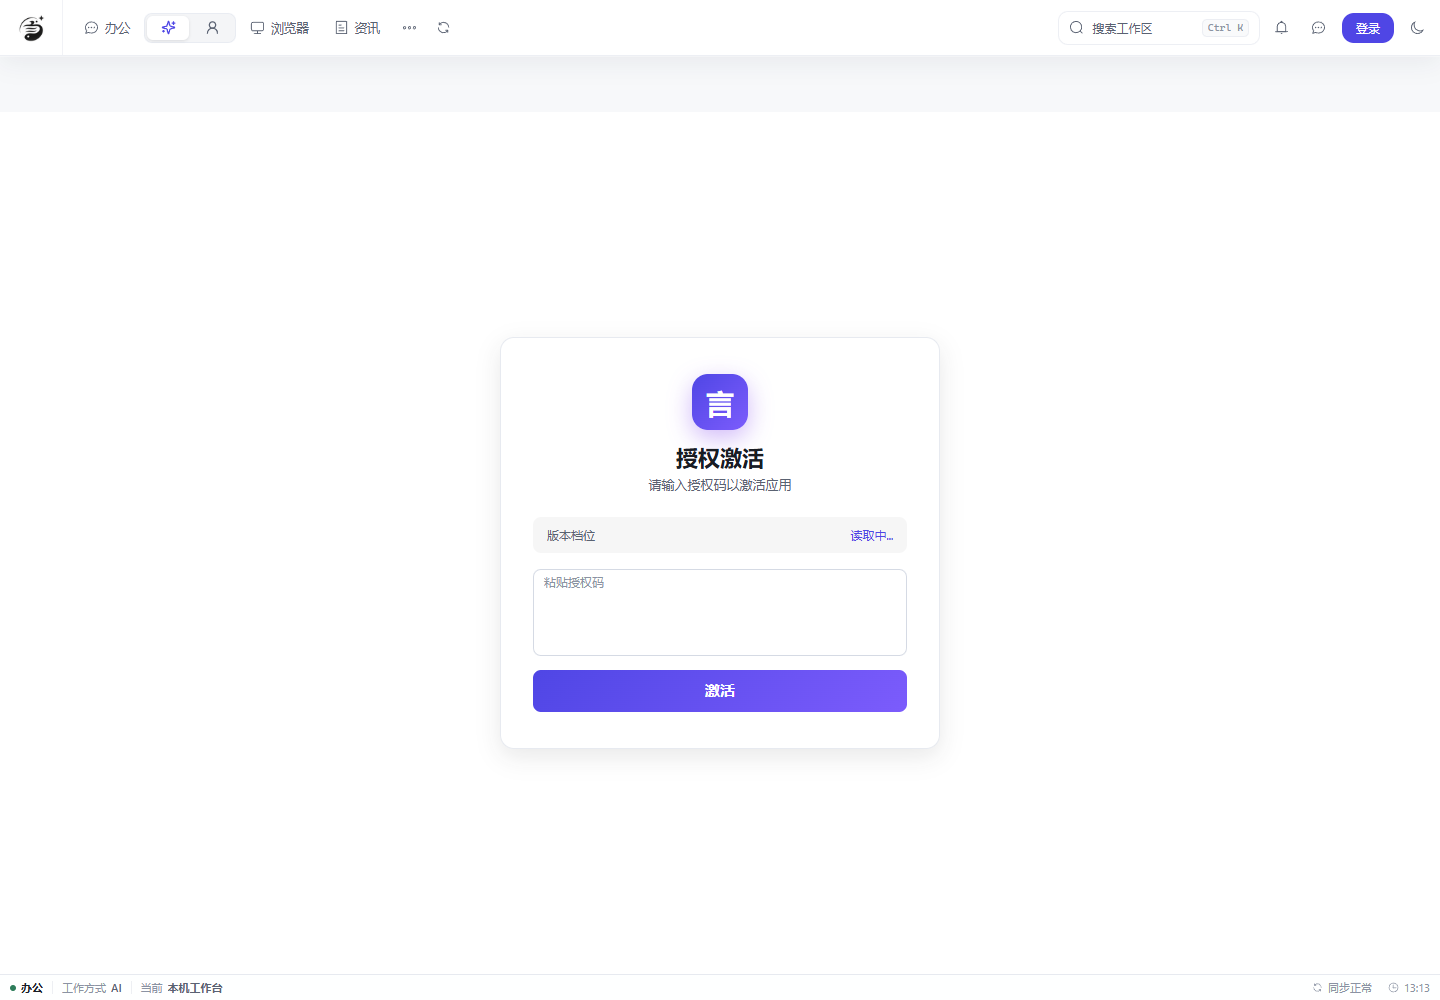 办公
浏览器
资讯
搜索工作区
Ctrl K
登录
言
授权激活
请输入授权码以激活应用
版本档位
读取中...
粘贴授权码
激活
办公
工作方式 AI
当前 本机工作台
同步正常
13:13